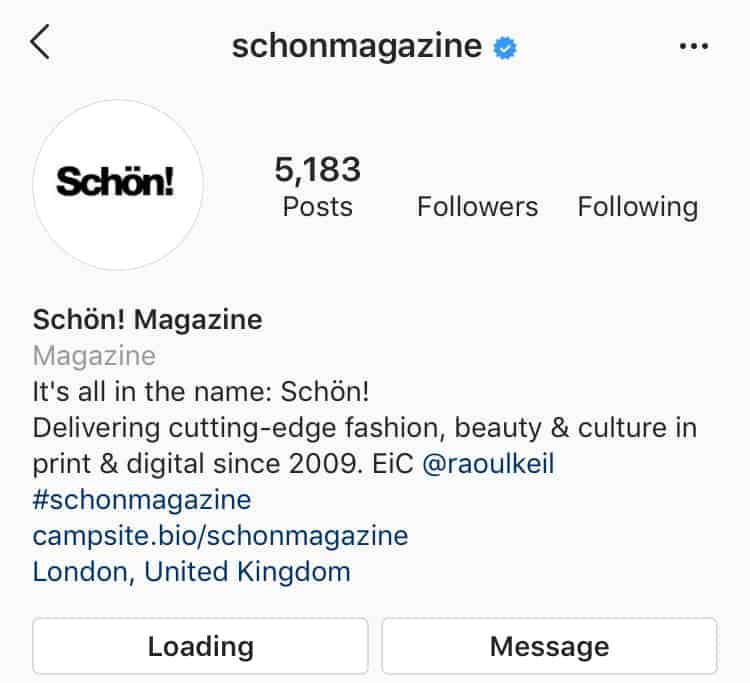 schonmagazine
Schön!
5,183
Posts Followers Following
Schön! Magazine
Magazine
It's all in the name: Schön!
Delivering cutting-edge fashion, beauty & culture in
print & digital since 2009. EiC @raoulkeil
#schonmagazine
campsite.bio/schonmagazine
London, United Kingdom
Loading Message